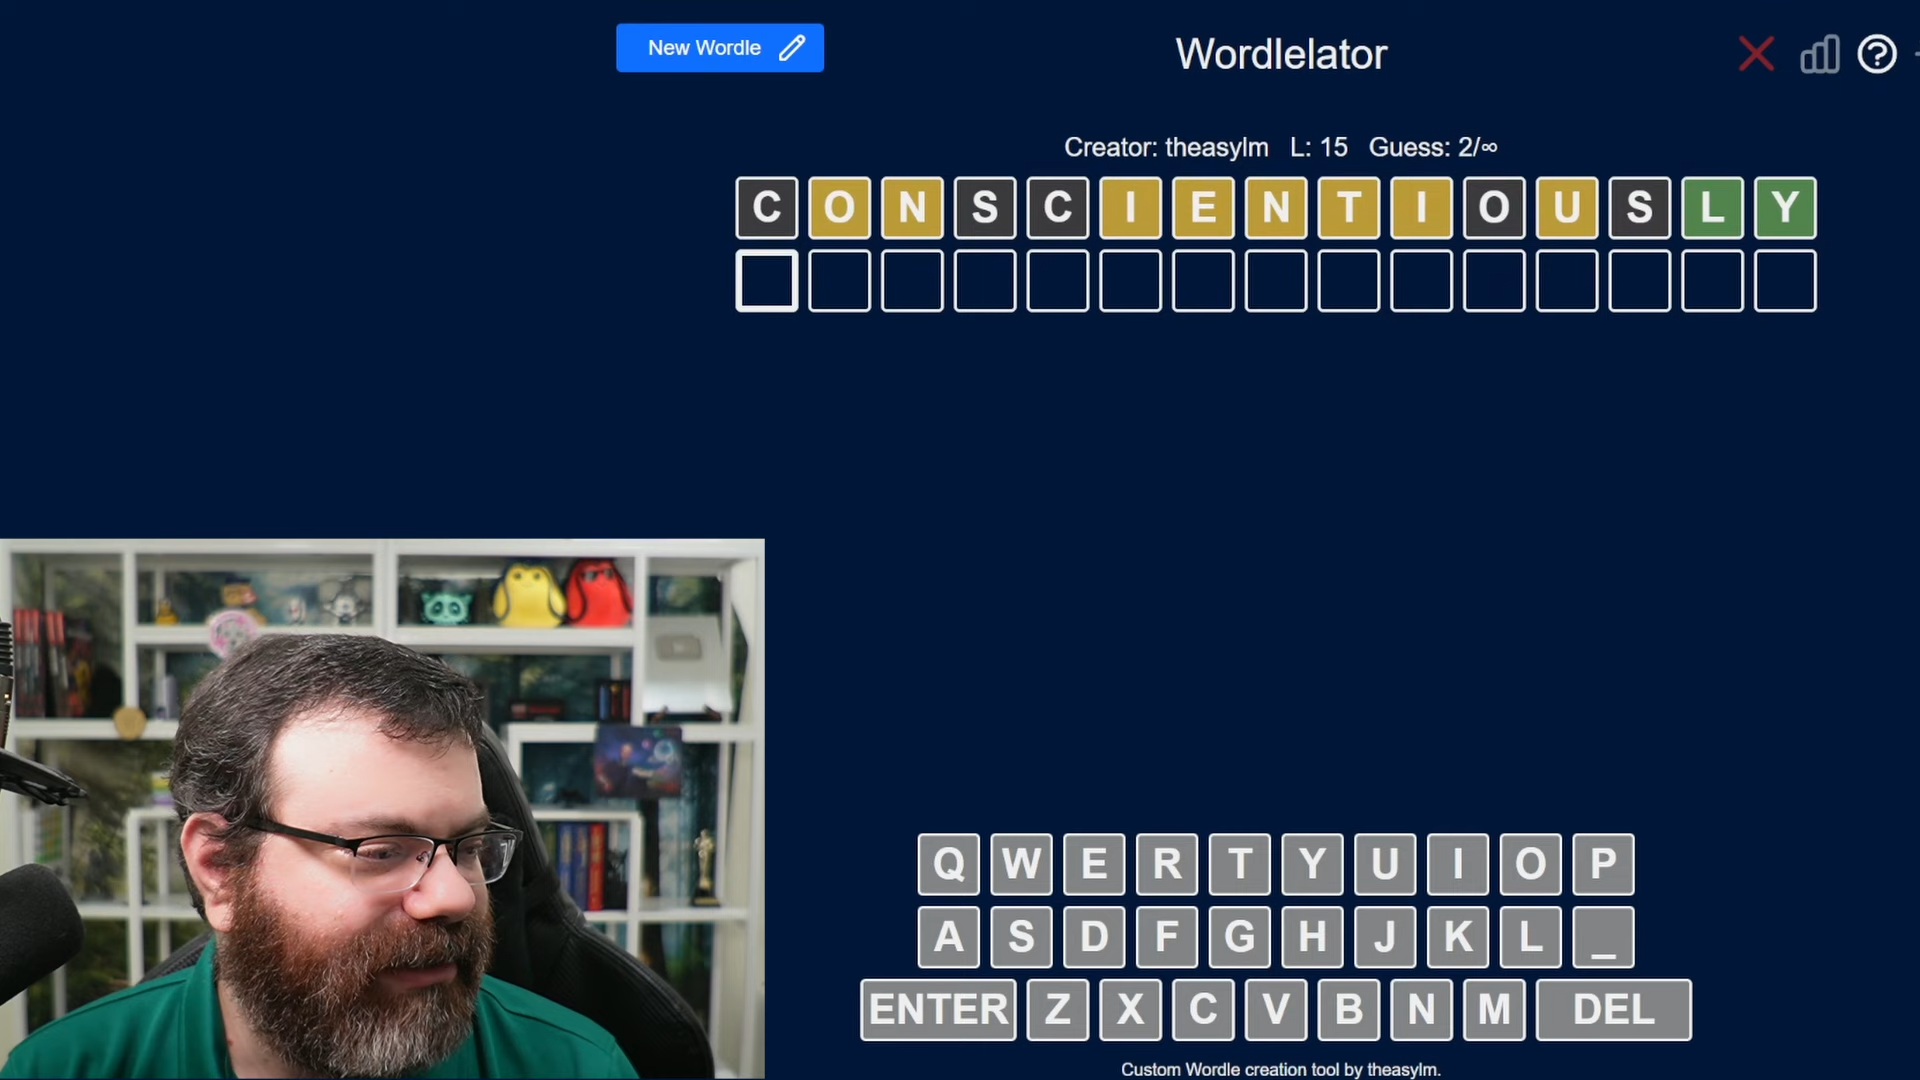 New Wordle
Wordlelator
Creator: theasylm L: 15 Guess: 2/∞
CONSCIENTIOUSLY
Q W E R T Y U I O P
A S D F G H J K L _
ENTER Z X C V B N M DEL
Custom Wordle creation tool by theasylm.